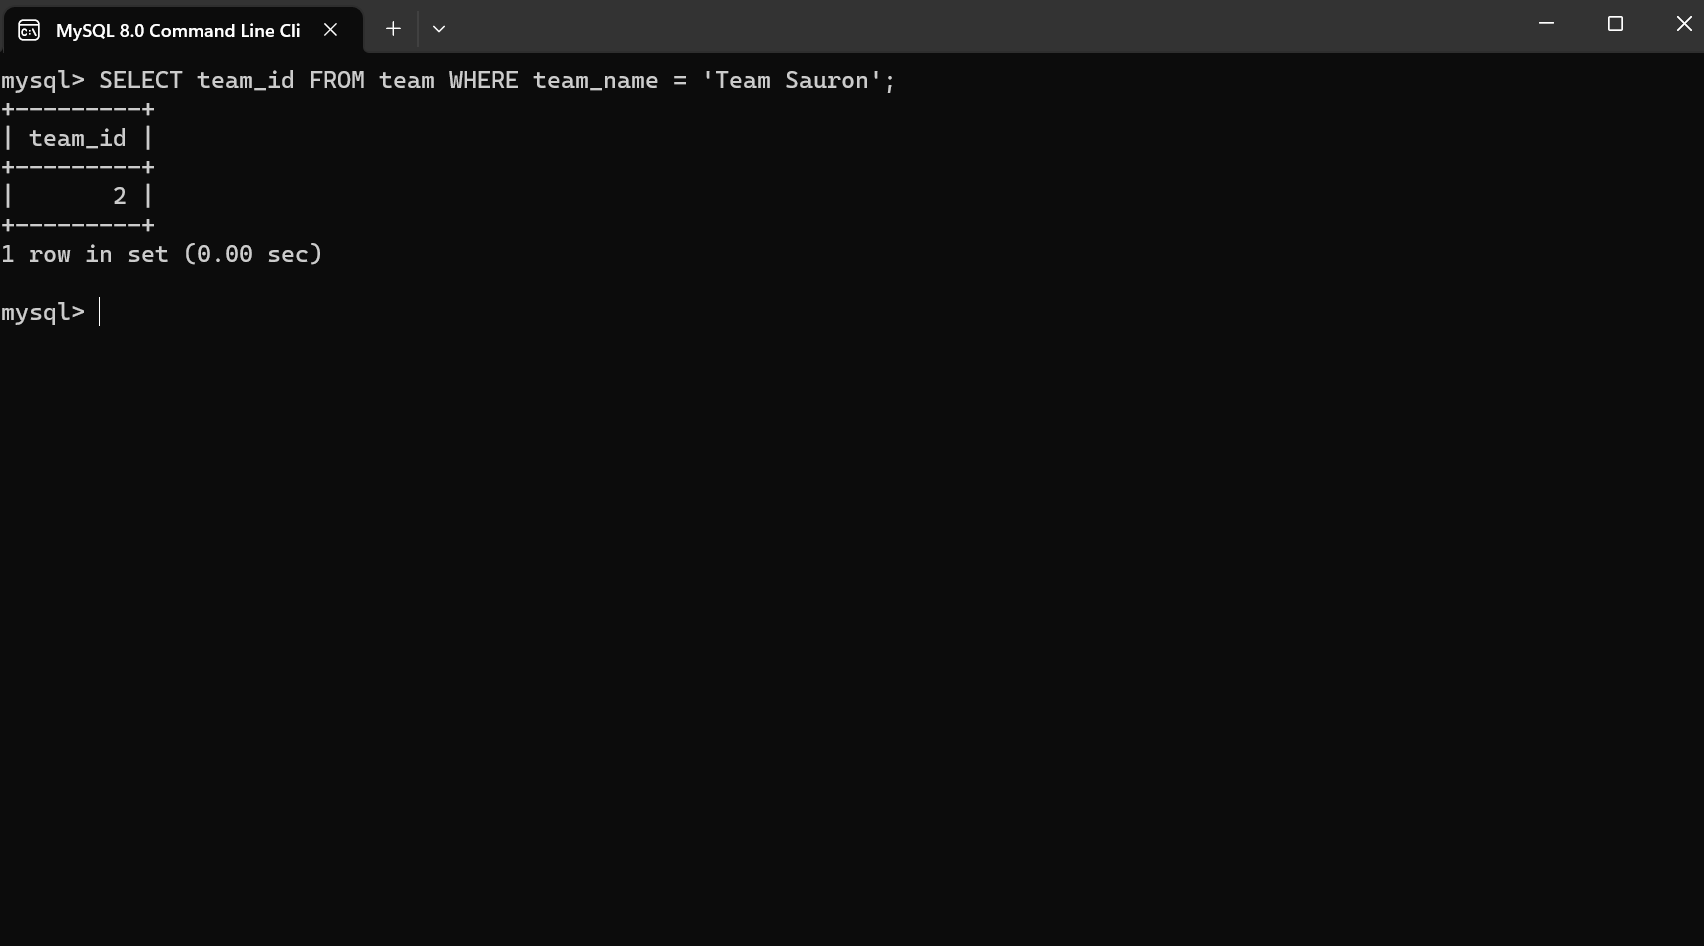 MySQL 8.0 Command Line Cli
mysql> SELECT team_id FROM team WHERE team_name = 'Team Sauron';
+---------+
| team_id |
+---------+
|       2 |
+---------+
1 row in set (0.00 sec)
mysql>